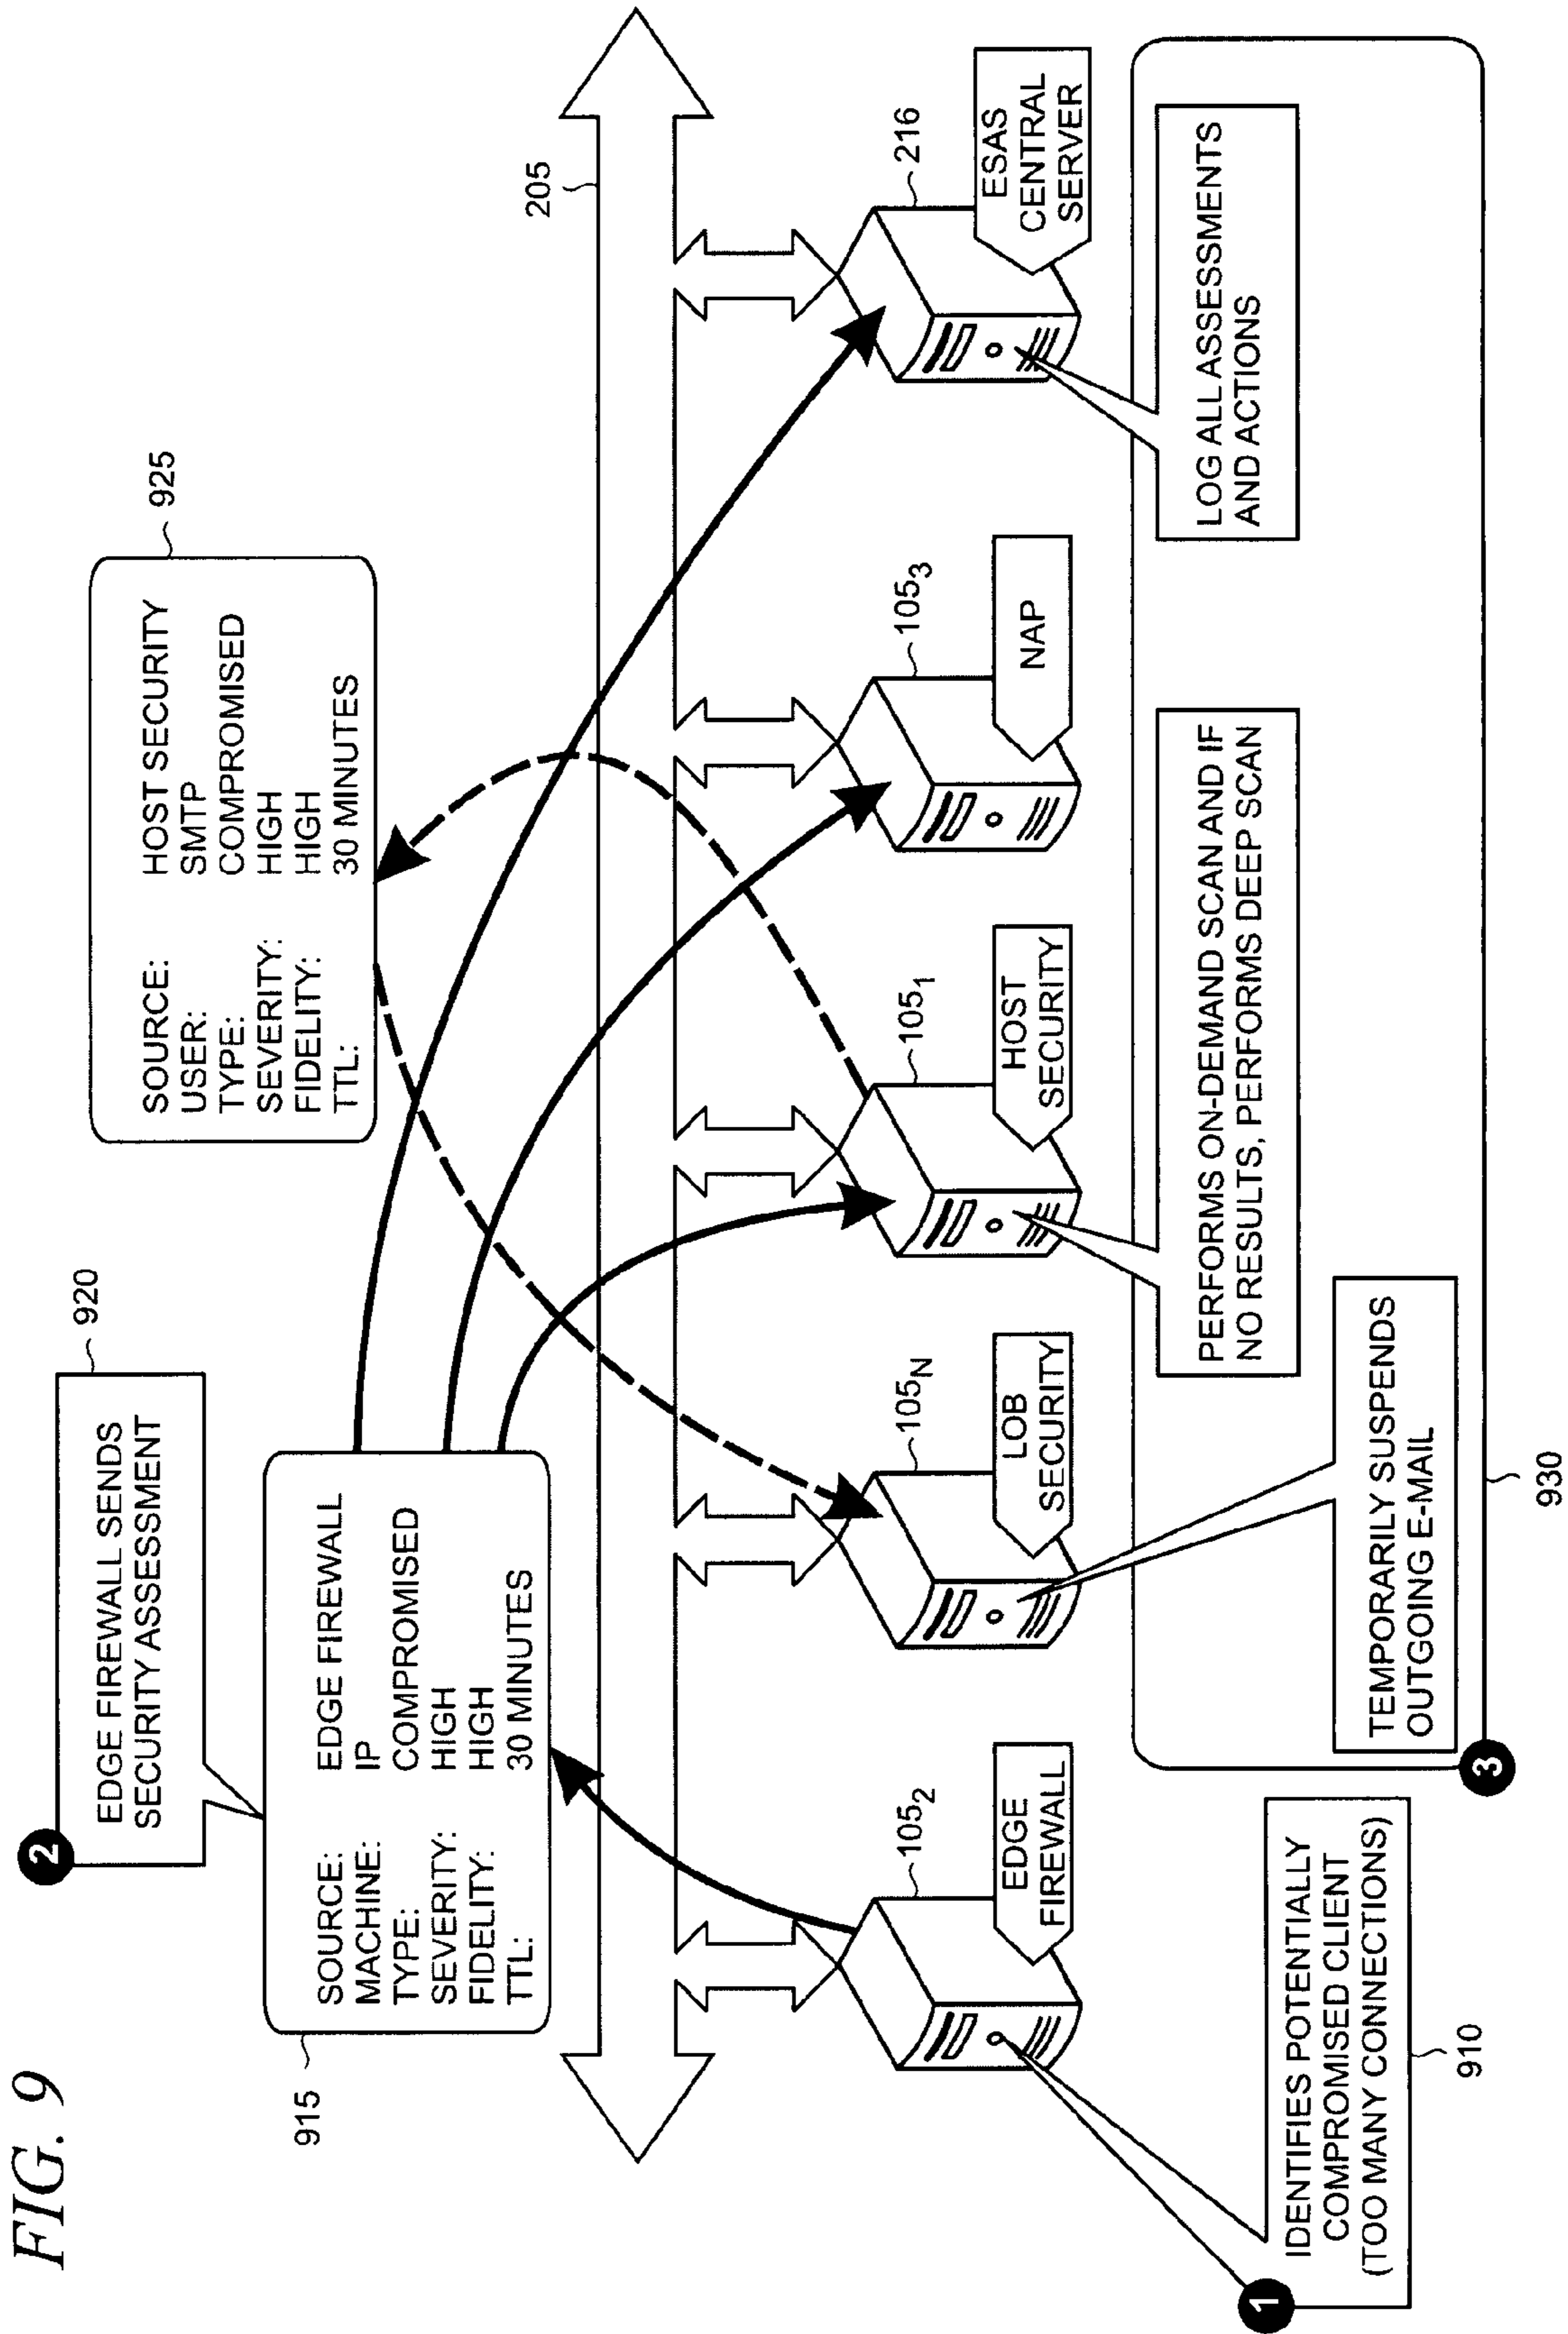 FIG. 9
2
EDGE FIREWALL SENDS
SECURITY ASSESSMENT
920
915
SOURCE: EDGE FIREWALL
MACHINE: IP
TYPE: COMPROMISED
SEVERITY: HIGH
FIDELITY: HIGH
TTL: 30 MINUTES
925
SOURCE: HOST SECURITY
USER: SMTP
TYPE: COMPROMISED
SEVERITY: HIGH
FIDELITY: HIGH
TTL: 30 MINUTES
205
105₂
EDGE
FIREWALL
105N
LOB
SECURITY
105₁
HOST
SECURITY
105₃
NAP
216
ESAS
CENTRAL
SERVER
1
IDENTIFIES POTENTIALLY
COMPROMISED CLIENT
(TOO MANY CONNECTIONS)
910
3
TEMPORARILY SUSPENDS
OUTGOING E-MAIL
PERFORMS ON-DEMAND SCAN AND IF
NO RESULTS, PERFORMS DEEP SCAN
LOG ALL ASSESSMENTS
AND ACTIONS
930